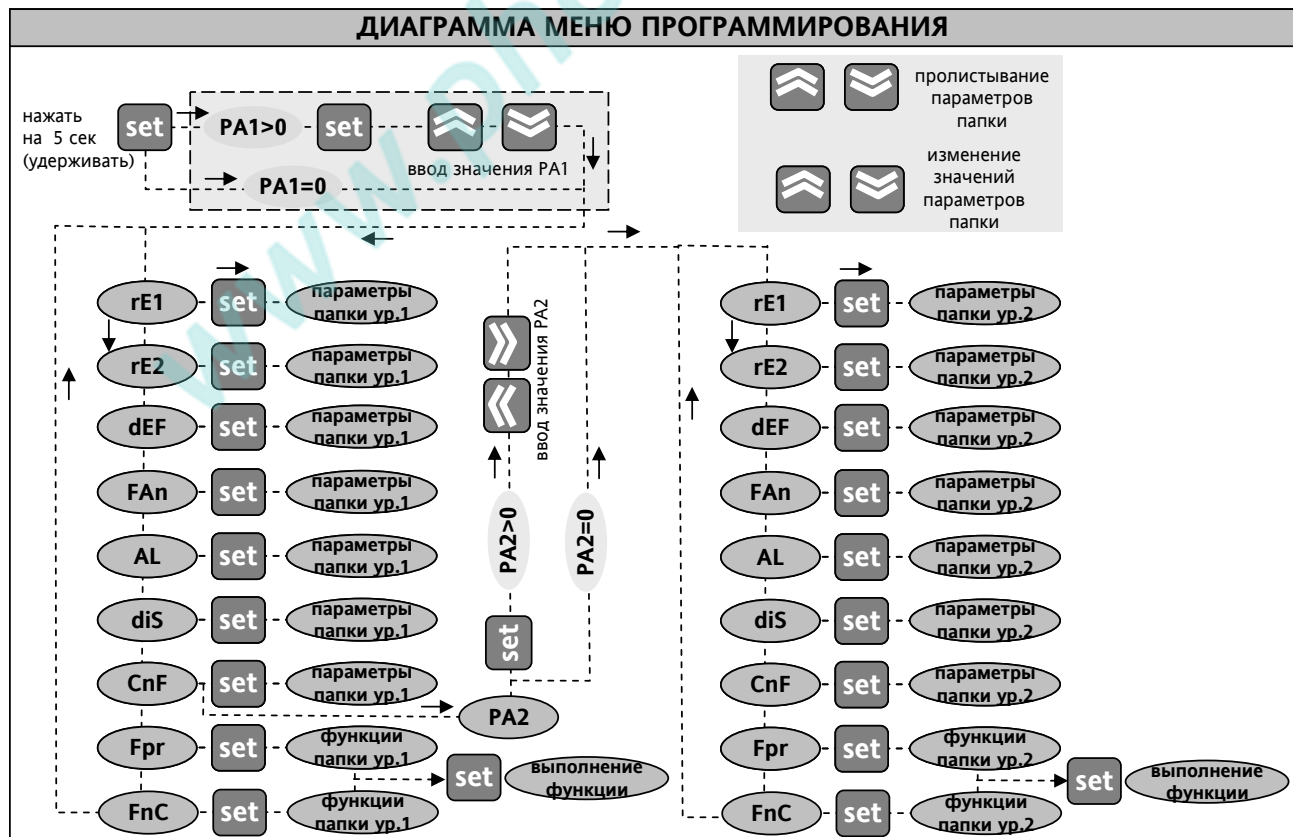 ДИАГРАММА МЕНЮ ПРОГРАММИРОВАНИЯ
нажать
на 5 сек
(удерживать)
set
PA1>0
set
ввод значения PA1
PA1=0
пролистывание
параметров
папки
изменение
значений
параметров
папки
rE1
set
параметры
папки ур.1
rE2
set
параметры
папки ур.1
dEF
set
параметры
папки ур.1
FAn
set
параметры
папки ур.1
AL
set
параметры
папки ур.1
diS
set
параметры
папки ур.1
CnF
set
параметры
папки ур.1
Fpr
set
функции
папки ур.1
FnC
set
функции
папки ур.1
set
выполнение
функции
ввод значения PA2
PA2>0
PA2=0
set
PA2
rE1
set
параметры
папки ур.2
rE2
set
параметры
папки ур.2
dEF
set
параметры
папки ур.2
FAn
set
параметры
папки ур.2
AL
set
параметры
папки ур.2
diS
set
параметры
папки ур.2
CnF
set
параметры
папки ур.2
Fpr
set
функции
папки ур.2
FnC
set
функции
папки ур.2
set
выполнение
функции